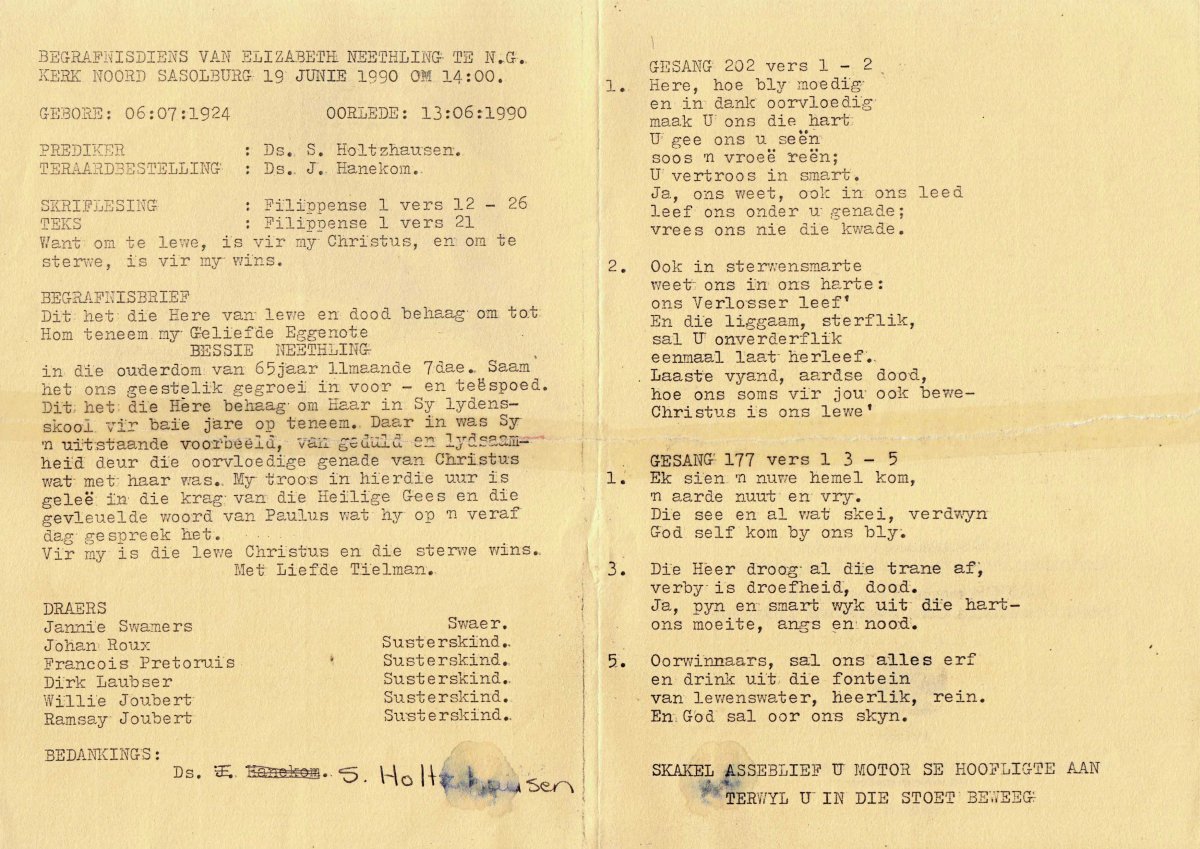 BEGRAFNISDIENS VAN ELIZABETH NEETHLING TE N.G.
KERK NOORD SASOLBURG 19 JUNIE 1990 OM 14:00.
GEBORE: 06:07:1924 OORLEDE: 13:06:1990
PREDIKER : Ds. S. Holtzhausen.
TERAARDBESTELLING : Ds. J. Hanekom.
SKRIFLESING : Filippense 1 vers 12 - 26
TEKS : Filippense 1 vers 21
Want om te lewe, is vir my Christus, en om te
sterwe, is vir my wins.
BEGRAFNISBRIEF
Dit het die Here van lewe en dood behaag om tot
Hom teneem my Geliefde Eggenote
BESSIE NEETHLING
in die ouderdom van 65jaar 11maande 7dae. Saam
het ons geestelik gegroei in voor - en teëspoed.
Dit het die Here behaag om Haar in Sy lydens-
skool vir baie jare op teneem. Daar in was Sy
'n uitstaande voorbeeld, van geduld en lydsaam-
heid deur die oorvloedige genade van Christus
wat met haar was. My troos in hierdie uur is
geleë in die krag van die Heilige Gees en die
gevleuelde woord van Paulus wat hy op 'n veraf
dag gespreek het.
Vir my is die lewe Christus en die sterwe wins.
Met Liefde Tielman.
DRAERS
Jannie Swamers Swaer.
Johan Roux Susterskind.
Francois Pretoruis Susterskind.
Dirk Laubser Susterskind.
Willie Joubert Susterskind.
Ramsay Joubert Susterskind.
BEDANKINGS:
Ds. J. Hanekom. S. Holtzhausen
GESANG 202 vers 1 - 2
1. Here, hoe bly moedig
en in dank oorvloedig
maak U ons die hart
U gee ons u seën
soos 'n vroeë reën;
U vertroos in smart.
Ja, ons weet, ook in ons leed
leef ons onder u genade;
vrees ons nie die kwade.
2. Ook in sterwensmarte
weet ons in ons harte:
ons Verlosser leef'
En die liggaam, sterflik,
sal U onverderflik
eenmaal laat herleef.
Laaste vyand, aardse dood,
hoe ons soms vir jou ook bewe-
Christus is ons lewe'
GESANG 177 vers 1 3 - 5
1. Ek sien 'n nuwe hemel kom,
'n aarde nuut en vry.
Die see en al wat skei, verdwyn
God self kom by ons bly.
3. Die Heer droog al die trane af,
verby is droefheid, dood.
Ja, pyn en smart wyk uit die hart-
ons moeite, angs en nood.
5. Oorwinnaars, sal ons alles erf
en drink uit die fontein
van lewenswater, heerlik, rein.
En God sal oor ons skyn.
SKAKEL ASSEBLIEF U MOTOR SE HOOFLIGTE AAN
TERWYL U IN DIE STOET BEWEEG